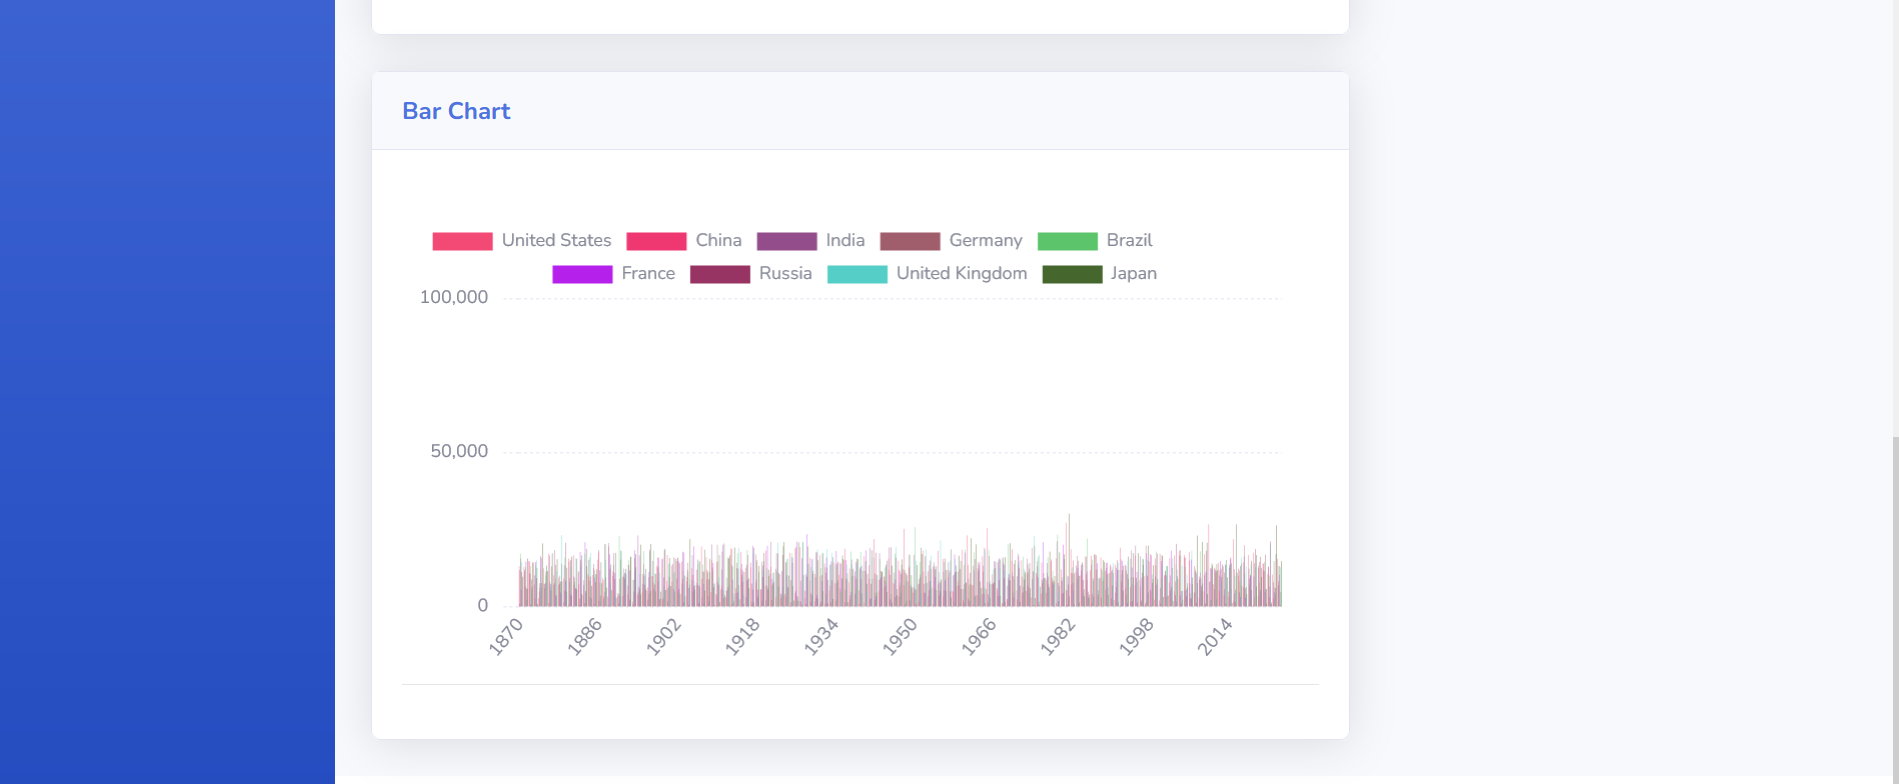 Bar Chart
United States China India Germany Brazil
France Russia United Kingdom Japan
100,000
50,000
0
1870 1886 1902 1918 1934 1950 1966 1982 1998 2014